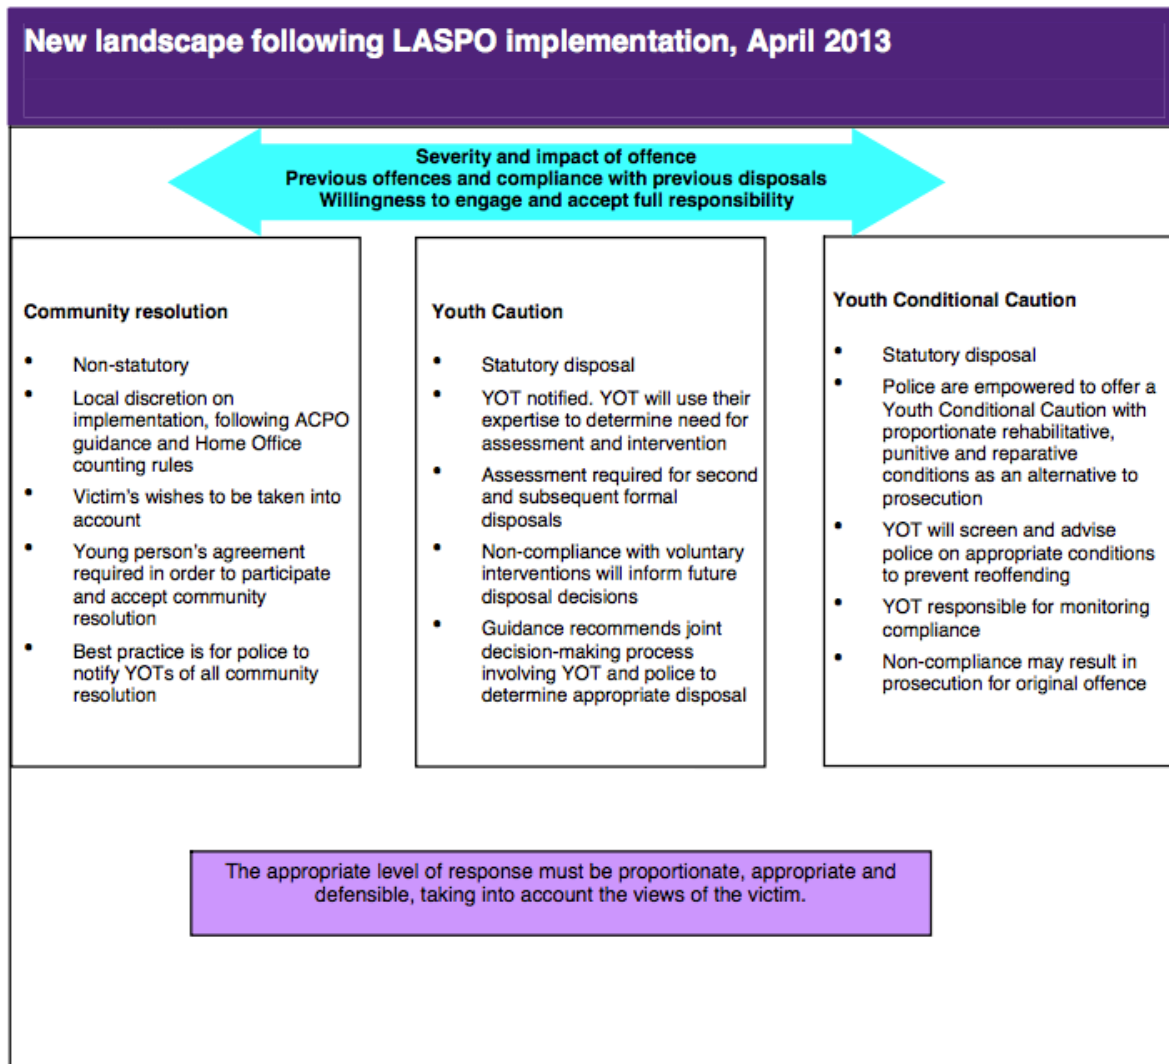 New landscape following LASPO implementation, April 2013
Severity and impact of offence
Previous offences and compliance with previous disposals
Willingness to engage and accept full responsibility
Community resolution
• Non-statutory
• Local discretion on
implementation, following ACPO
guidance and Home Office
counting rules
• Victim's wishes to be taken into
account
• Young person's agreement
required in order to participate
and accept community
resolution
• Best practice is for police to
notify YOTs of all community
resolution
Youth Caution
• Statutory disposal
• YOT notified. YOT will use their
expertise to determine need for
assessment and intervention
• Assessment required for second
and subsequent formal
disposals
• Non-compliance with voluntary
interventions will inform future
disposal decisions
• Guidance recommends joint
decision-making process
involving YOT and police to
determine appropriate disposal
Youth Conditional Caution
• Statutory disposal
• Police are empowered to offer a
Youth Conditional Caution with
proportionate rehabilitative,
punitive and reparative
conditions as an alternative to
prosecution
• YOT will screen and advise
police on appropriate conditions
to prevent reoffending
• YOT responsible for monitoring
compliance
• Non-compliance may result in
prosecution for original offence
The appropriate level of response must be proportionate, appropriate and
defensible, taking into account the views of the victim.